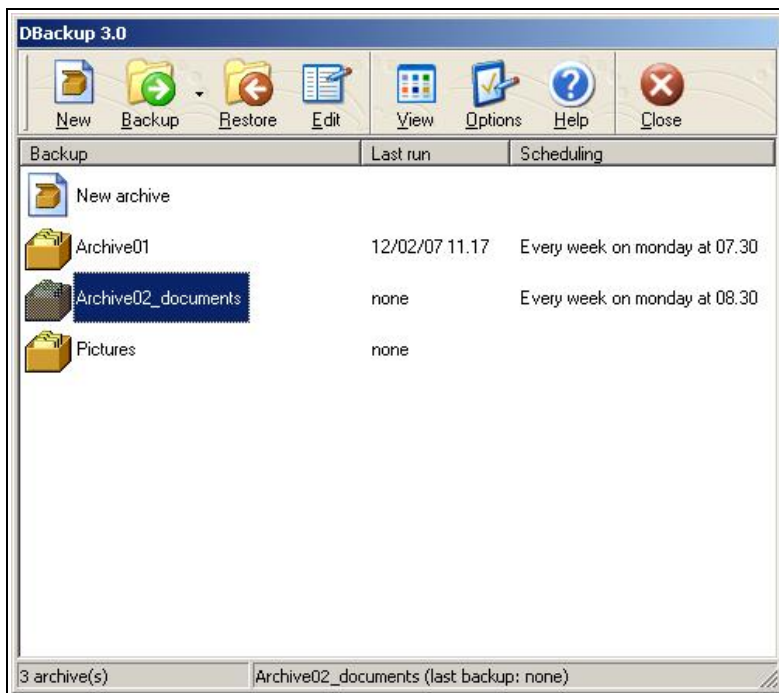 DBackup 3.0
New Backup Restore Edit View Options Help Close
Backup Last run Scheduling
New archive
Archive01 12/02/07 11.17 Every week on monday at 07.30
Archive02_documents none Every week on monday at 08.30
Pictures none
3 archive(s) Archive02_documents (last backup: none)